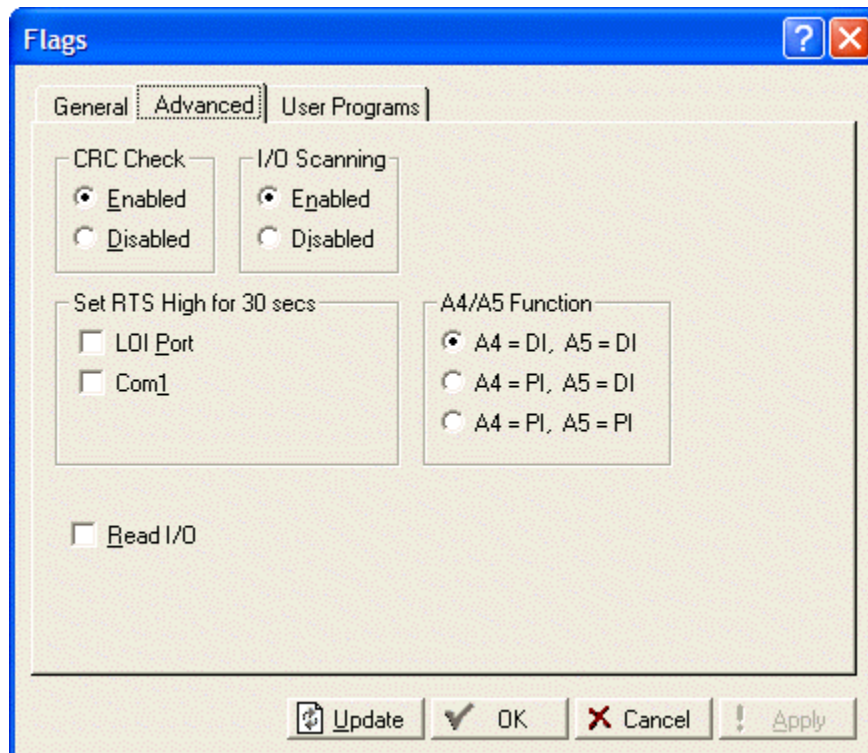 Flags
General Advanced User Programs
CRC Check
Enabled
Disabled
I/O Scanning
Enabled
Disabled
Set RTS High for 30 secs
LOI Port
Com1
A4/A5 Function
A4 = DI, A5 = DI
A4 = PI, A5 = DI
A4 = PI, A5 = PI
Read I/O
Update OK Cancel Apply